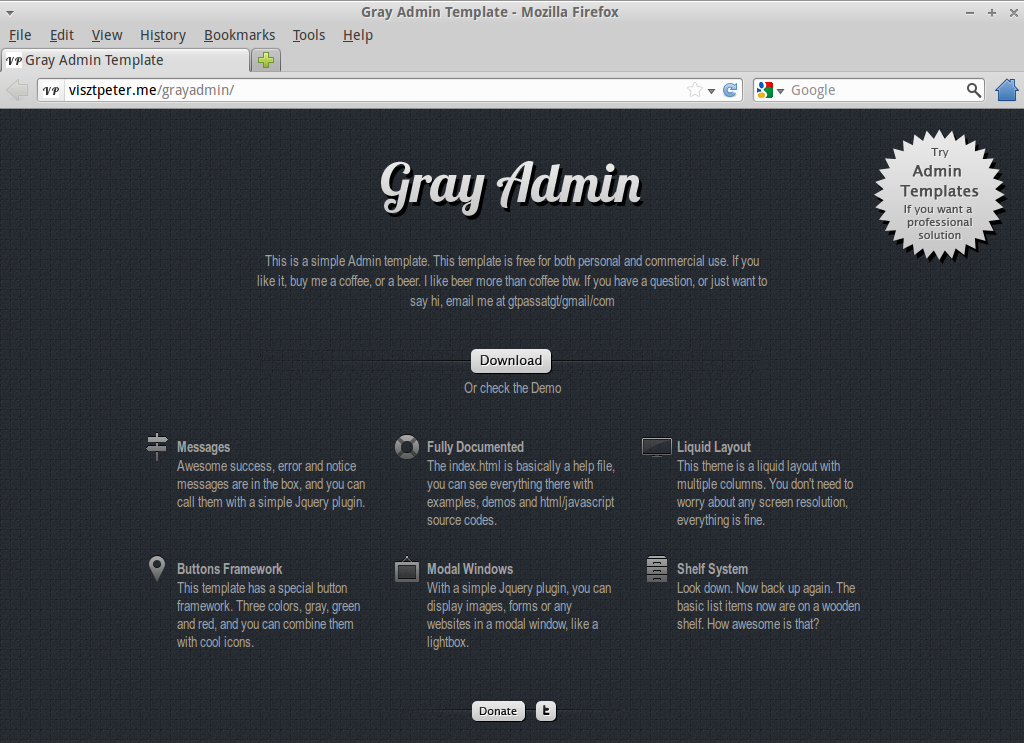 Gray Admin Template - Mozilla Firefox
File Edit View History Bookmarks Tools Help
VP Gray Admin Template
VP visztpeter.me/grayadmin/ Google
Try
Admin
Templates
If you want a
professional
solution
Gray Admin
This is a simple Admin template. This template is free for both personal and commercial use. If you
like it, buy me a coffee, or a beer. I like beer more than coffee btw. If you have a question, or just want to
say hi, email me at gtpassatgt/gmail/com
Download
Or check the Demo
Messages
Awesome success, error and notice
messages are in the box, and you can
call them with a simple Jquery plugin.
Fully Documented
The index.html is basically a help file,
you can see everything there with
examples, demos and html/javascript
source codes.
Liquid Layout
This theme is a liquid layout with
multiple columns. You don't need to
worry about any screen resolution,
everything is fine.
Buttons Framework
This template has a special button
framework. Three colors, gray, green
and red, and you can combine them
with cool icons.
Modal Windows
With a simple Jquery plugin, you can
display images, forms or any
websites in a modal window, like a
lightbox.
Shelf System
Look down. Now back up again. The
basic list items now are on a wooden
shelf. How awesome is that?
Donate t